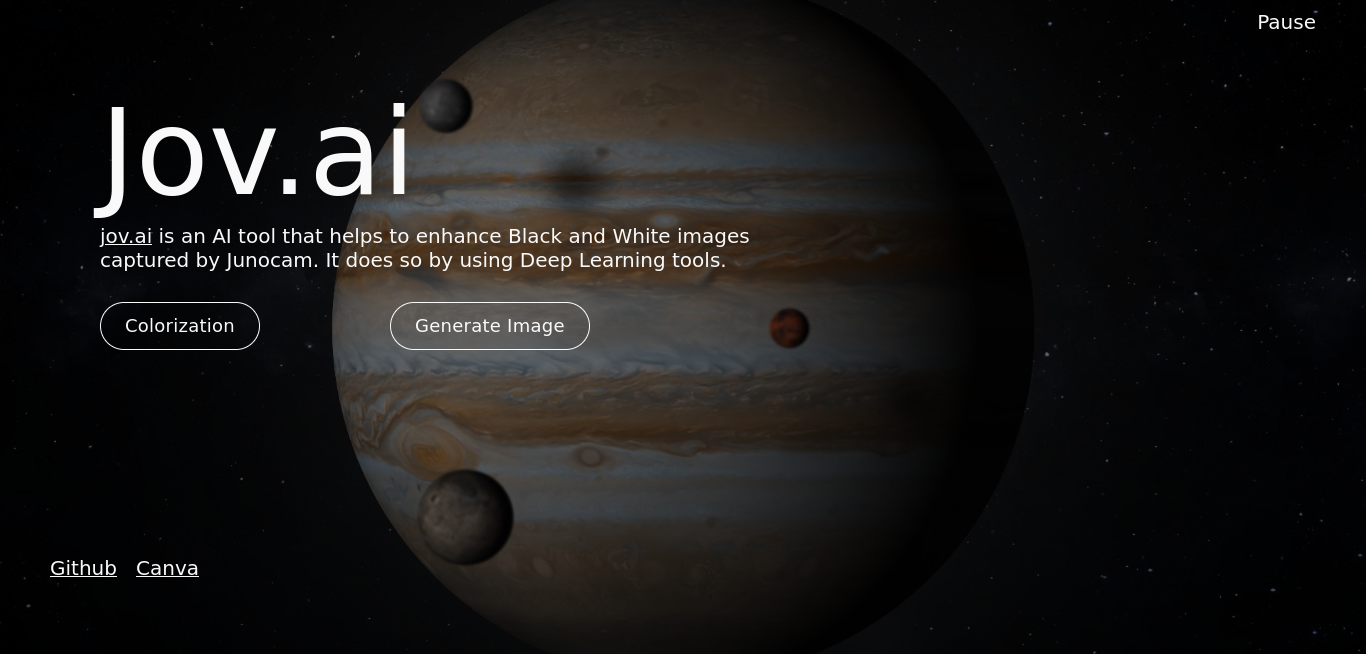 Pause
Jov.ai
jov.ai is an AI tool that helps to enhance Black and White images
captured by Junocam. It does so by using Deep Learning tools.
Colorization
Generate Image
Github Canva